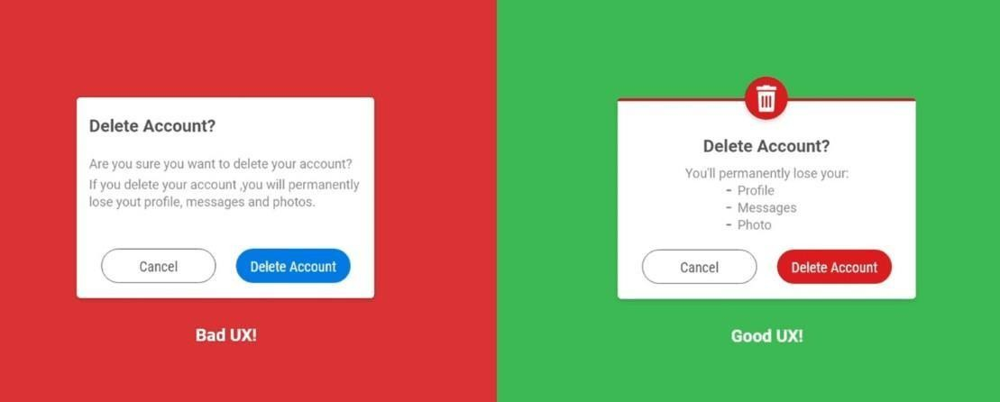 Delete Account?
Are you sure you want to delete your account?
If you delete your account ,you will permanently
lose yout profile, messages and photos.
Cancel
Delete Account
Bad UX!
Delete Account?
You'll permanently lose your:
- Profile
- Messages
- Photo
Cancel
Delete Account
Good UX!